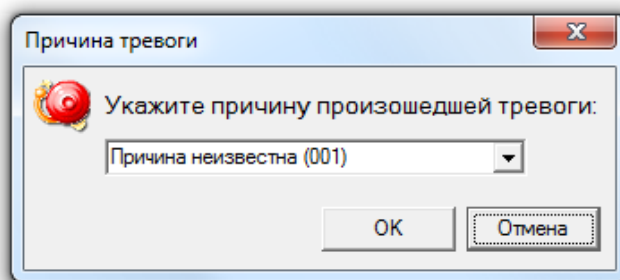 Причина тревоги
Укажите причину произошедшей тревоги:
Причина неизвестна (001)
OK
Отмена